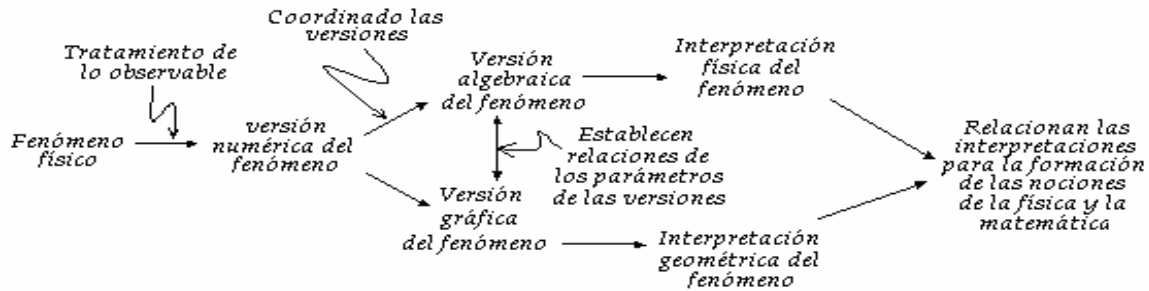 Coordinado las
versiones
Tratamiento de
lo observable
Fenómeno
físico
versión
numérica del
fenómeno
Versión
algebraica
del fenómeno
Establecen
relaciones de
los parámetros
de las versiones
Versión
gráfica
del fenómeno
Interpretación
física del
fenómeno
Interpretación
geométrica del
fenómeno
Relacionan las
interpretaciones
para la formación
de las nociones
de la física y la
matemática